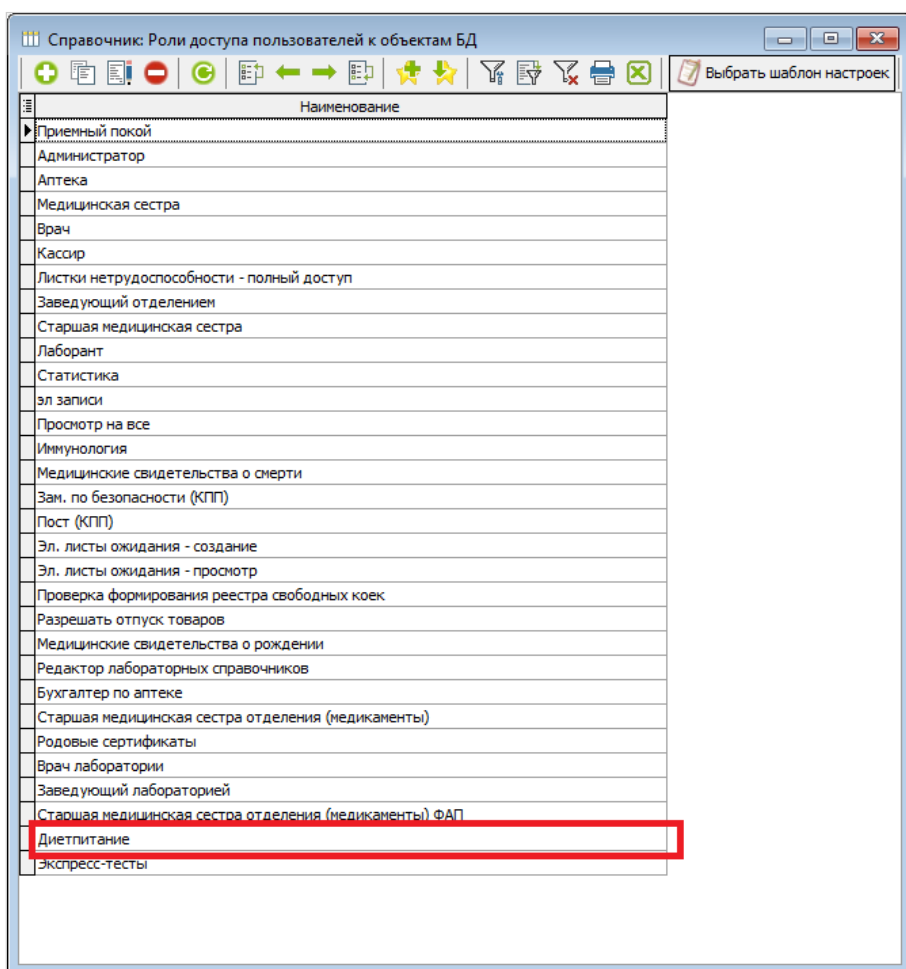 Справочник: Роли доступа пользователей к объектам БД
Выбрать шаблон настроек
Наименование
Приемный покой
Администратор
Аптека
Медицинская сестра
Врач
Кассир
Листки нетрудоспособности - полный доступ
Заведующий отделением
Старшая медицинская сестра
Лаборант
Статистика
эл записи
Просмотр на все
Иммунология
Медицинские свидетельства о смерти
Зам. по безопасности (КПП)
Пост (КПП)
Эл. листы ожидания - создание
Эл. листы ожидания - просмотр
Проверка формирования реестра свободных коек
Разрешать отпуск товаров
Медицинские свидетельства о рождении
Редактор лабораторных справочников
Бухгалтер по аптеке
Старшая медицинская сестра отделения (медикаменты)
Родовые сертификаты
Врач лаборатории
Заведующий лабораторией
Старшая медицинская сестра отделения (медикаменты) ФАП
Диетпитание
Экспресс-тесты